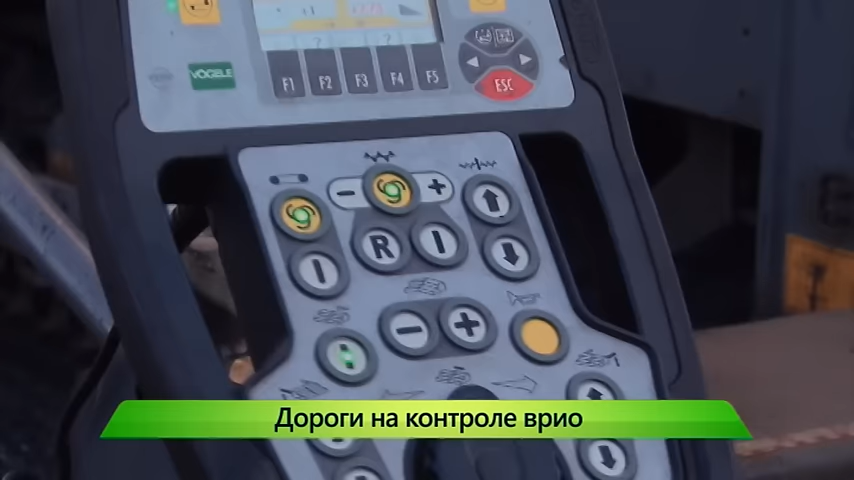 VÖGELE
F1 F2 F3 F4 F5
ESC
− +
R I
I
− +
Дороги на контроле врио